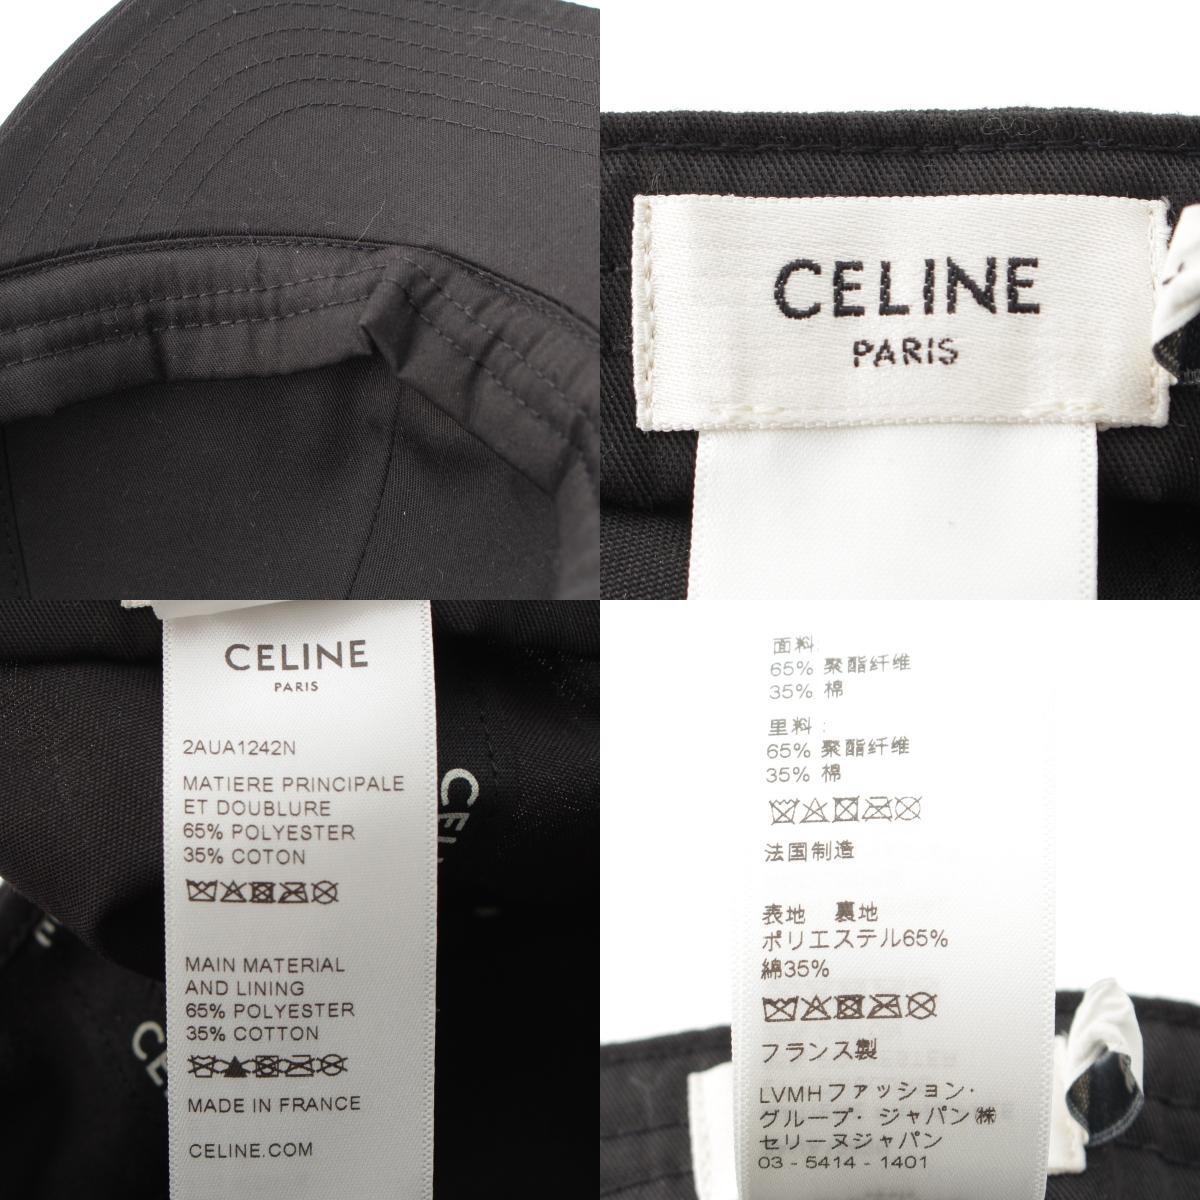 CELINE
PARIS
CELINE
PARIS
2AUA1242N
MATIERE PRINCIPALE
ET DOUBLURE
65% POLYESTER
35% COTON
MAIN MATERIAL
AND LINING
65% POLYESTER
35% COTTON
MADE IN FRANCE
CELINE.COM
CEL
CE
面料:
65% 聚酯纤维
35% 棉
里料:
65% 聚酯纤维
35% 棉
法国制造
表地 裏地
ポリエステル65%
綿35%
フランス製
LVMHファッション・
グループ・ジャパン㈱
セリーヌジャパン
03-5414-1401